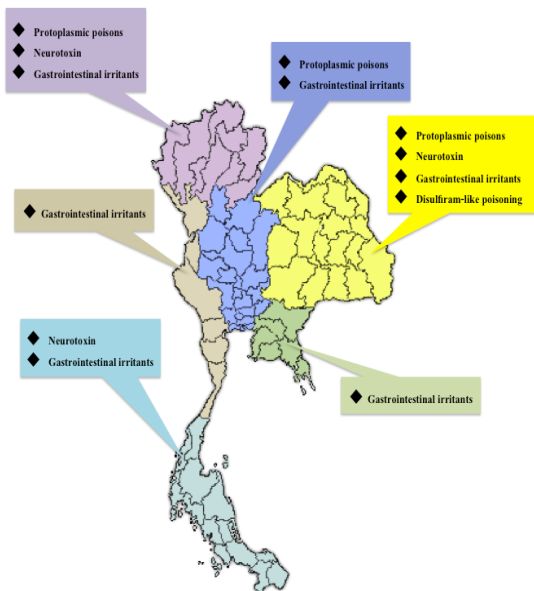 ◆ Protoplasmic poisons
◆ Neurotoxin
◆ Gastrointestinal irritants
◆ Protoplasmic poisons
◆ Gastrointestinal irritants
◆ Protoplasmic poisons
◆ Neurotoxin
◆ Gastrointestinal irritants
◆ Disulfiram-like poisoning
◆ Gastrointestinal irritants
◆ Neurotoxin
◆ Gastrointestinal irritants
◆ Gastrointestinal irritants